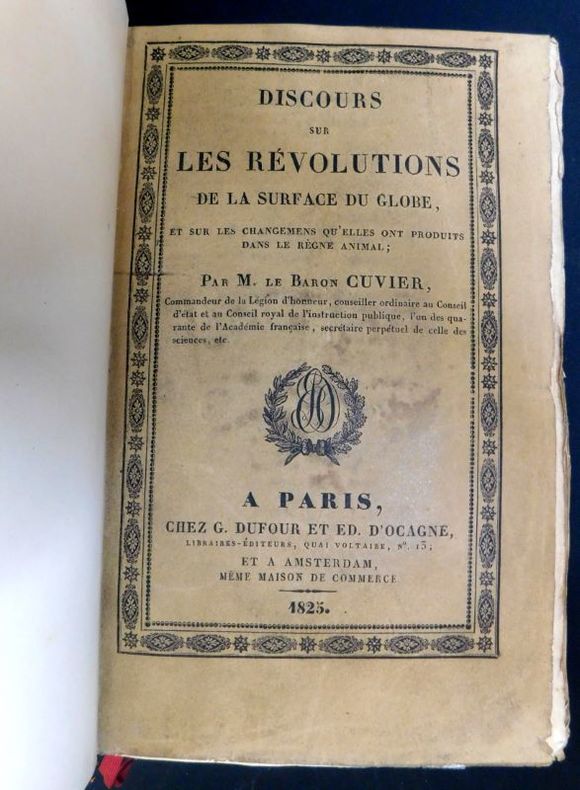 DISCOURS
SUR
LES RÉVOLUTIONS
DE LA SURFACE DU GLOBE,
ET SUR LES CHANGEMENS QU'ELLES ONT PRODUITS
DANS LE RÈGNE ANIMAL;
PAR M. LE BARON CUVIER,
Commandeur de la Légion d'honneur, conseiller ordinaire au Conseil
d'état et au Conseil royal de l'instruction publique, l'un des qua-
rante de l'Académie française, secrétaire perpétuel de celle des
sciences, etc.
A PARIS,
CHEZ G. DUFOUR ET ED. D'OCAGNE,
LIBRAIRES-ÉDITEURS, QUAI VOLTAIRE, No. 13;
ET A AMSTERDAM,
MÊME MAISON DE COMMERCE
1825.